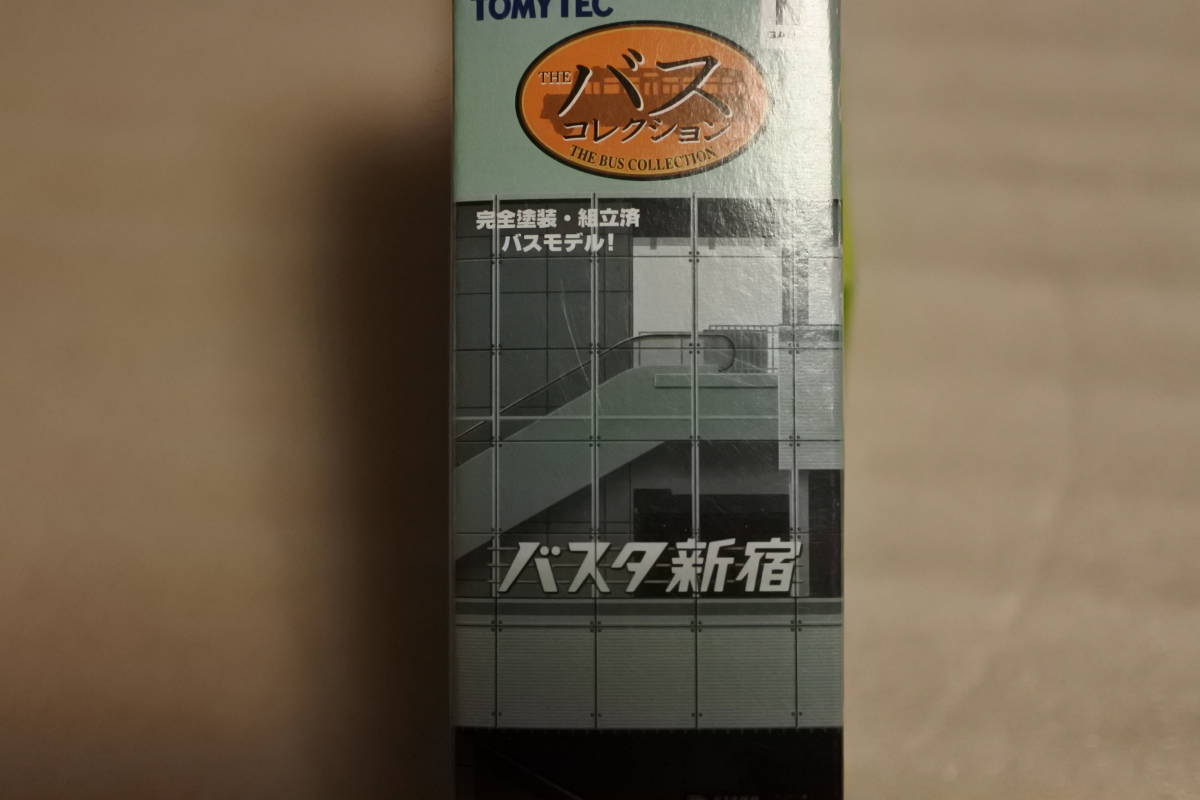 TOMYTEC
N
THE
バス
コレクション
THE BUS COLLECTION
完全塗装・組立済
バスモデル!
バスタ新宿